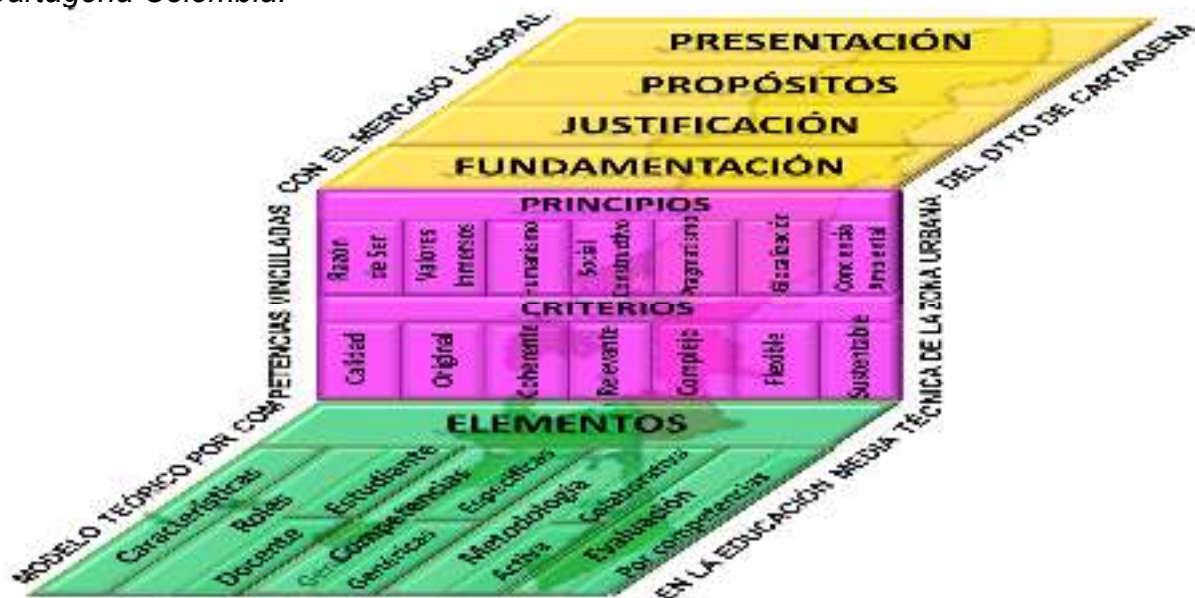 Cartagena Colombia.
MODELO TEÓRICO POR COMPETENCIAS VINCULADAS CON EL MERCADO LABORAL
PRESENTACIÓN
PROPÓSITOS
JUSTIFICACIÓN
FUNDAMENTACIÓN
PRINCIPIOS
Razón de Ser
Valores Inmersos
Humanismo
Social Constructivo
Pragmatismo
Glocalización
Conciencia Ambiental
CRITERIOS
Calidad
Original
Coherente
Relevante
Complejo
Flexible
Sustentable
ELEMENTOS
Características
Roles
Docente
Estudiante
Competencias
Genéricas
Específicas
Metodología
Activa
Colaborativa
Evaluación
Por competencias
EN LA EDUCACIÓN MEDIA TÉCNICA DE LA ZONA URBANA DEL DTTO DE CARTAGENA